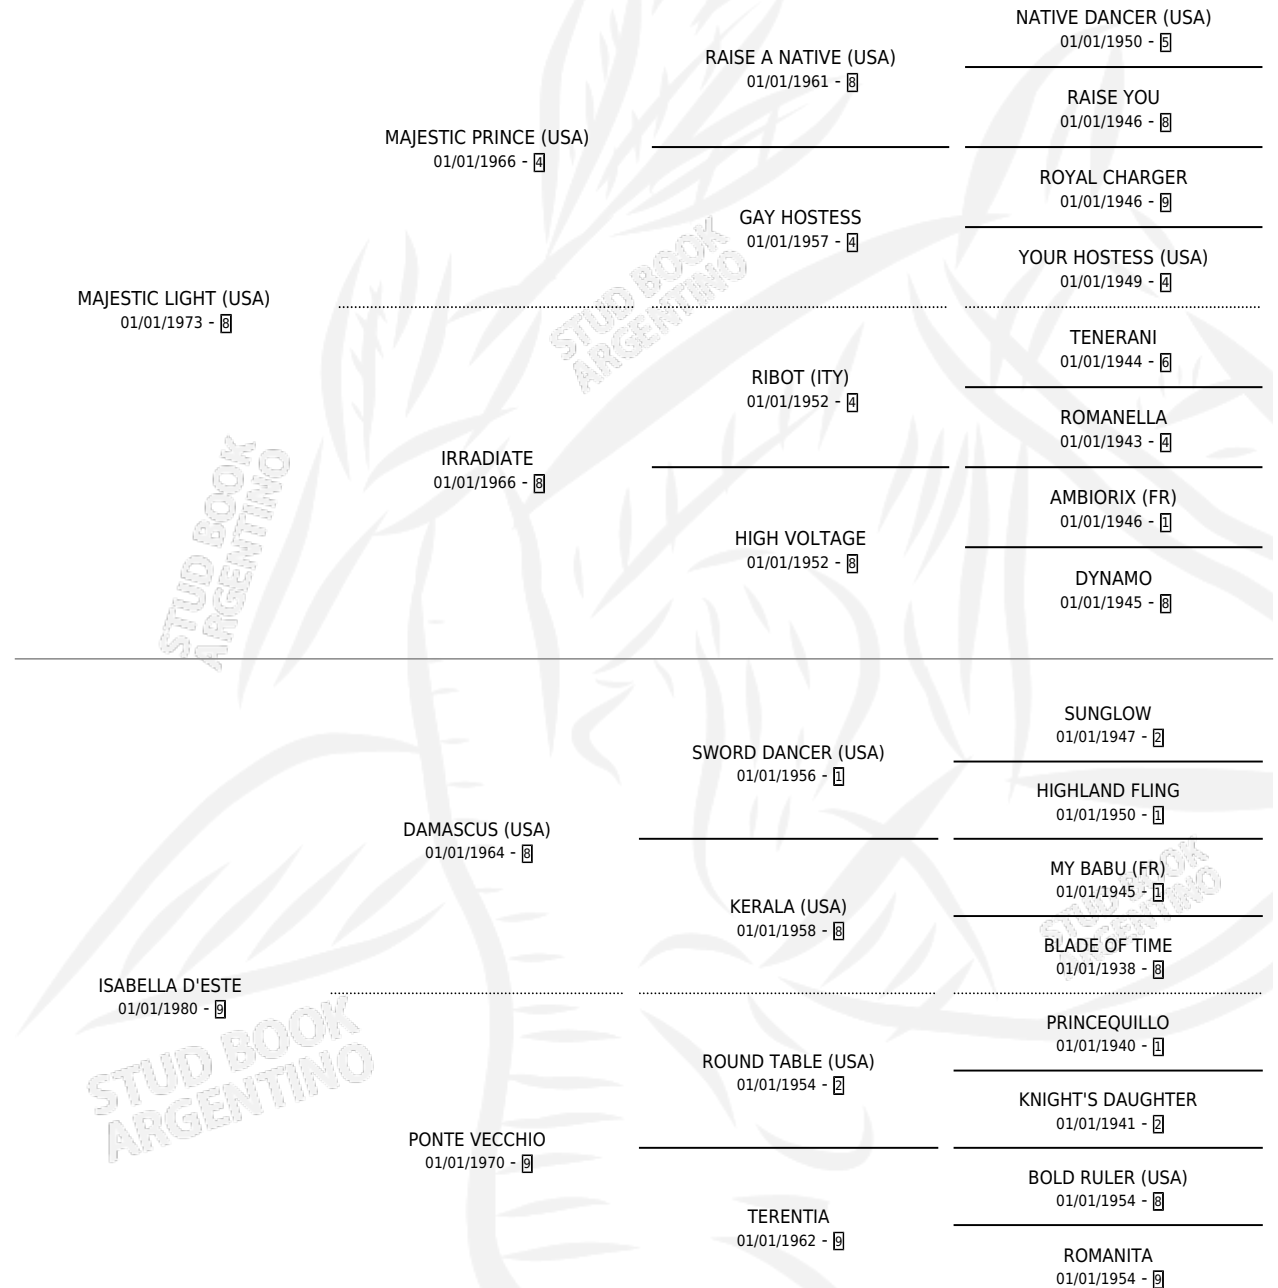 NATIVE DANCER (USA)
01/01/1950 - 5
RAISE A NATIVE (USA)
01/01/1961 - 8
RAISE YOU
01/01/1946 - 8
MAJESTIC PRINCE (USA)
01/01/1966 - 4
ROYAL CHARGER
01/01/1946 - 9
GAY HOSTESS
01/01/1957 - 4
YOUR HOSTESS (USA)
01/01/1949 - 4
MAJESTIC LIGHT (USA)
01/01/1973 - 8
STUD BOOK
ARGENTINO
TENERANI
01/01/1944 - 6
RIBOT (ITY)
01/01/1952 - 4
ROMANELLA
01/01/1943 - 4
IRRADIATE
01/01/1966 - 8
AMBIORIX (FR)
01/01/1946 - 1
HIGH VOLTAGE
01/01/1952 - 8
DYNAMO
01/01/1945 - 8
STUD BOOK
ARGENTINO
SUNGLOW
01/01/1947 - 2
SWORD DANCER (USA)
01/01/1956 - 1
HIGHLAND FLING
01/01/1950 - 1
DAMASCUS (USA)
01/01/1964 - 8
MY BABU (FR)
01/01/1945 - 1
KERALA (USA)
01/01/1958 - 8
STUD BOOK
ARGENTINO
BLADE OF TIME
01/01/1938 - 8
ISABELLA D'ESTE
01/01/1980 - 9
STUD BOOK
ARGENTINO
PRINCEQUILLO
01/01/1940 - 1
ROUND TABLE (USA)
01/01/1954 - 2
KNIGHT'S DAUGHTER
01/01/1941 - 2
PONTE VECCHIO
01/01/1970 - 9
BOLD RULER (USA)
01/01/1954 - 8
TERENTIA
01/01/1962 - 9
ROMANITA
01/01/1954 - 9